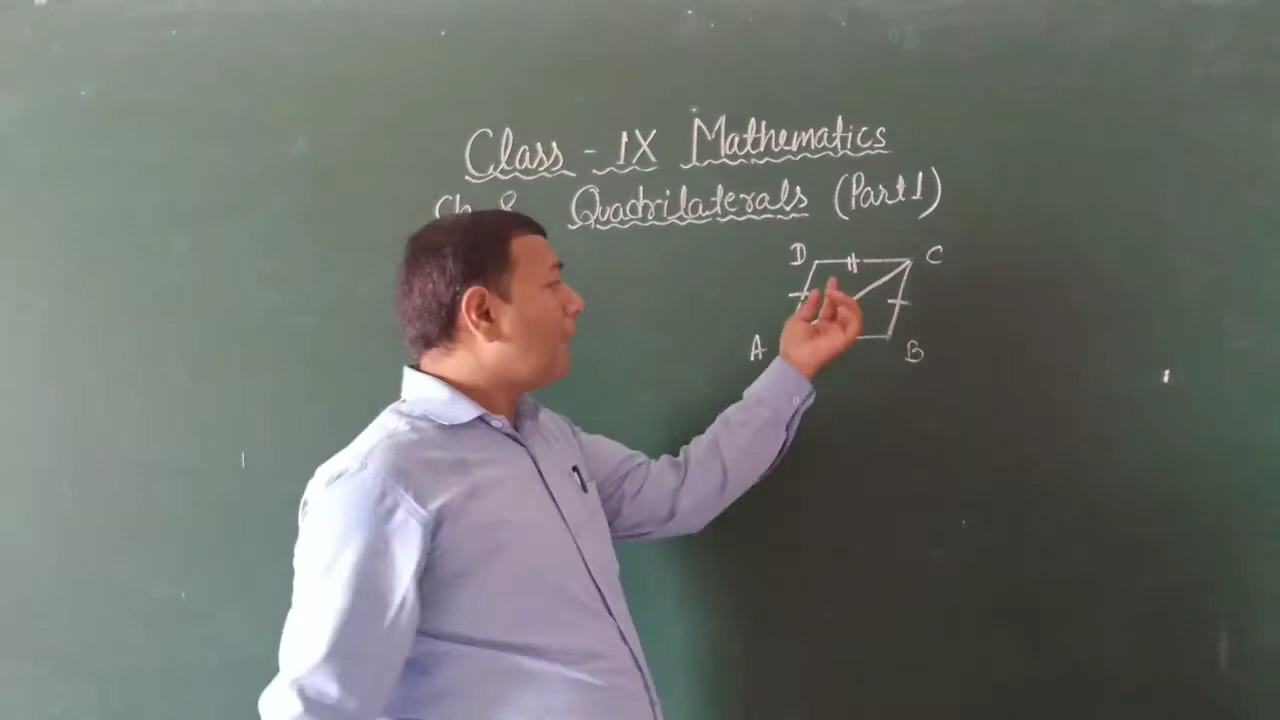 Class - IX Mathematics
Ch 8 Quadrilaterals (Part 1)
D C
A B